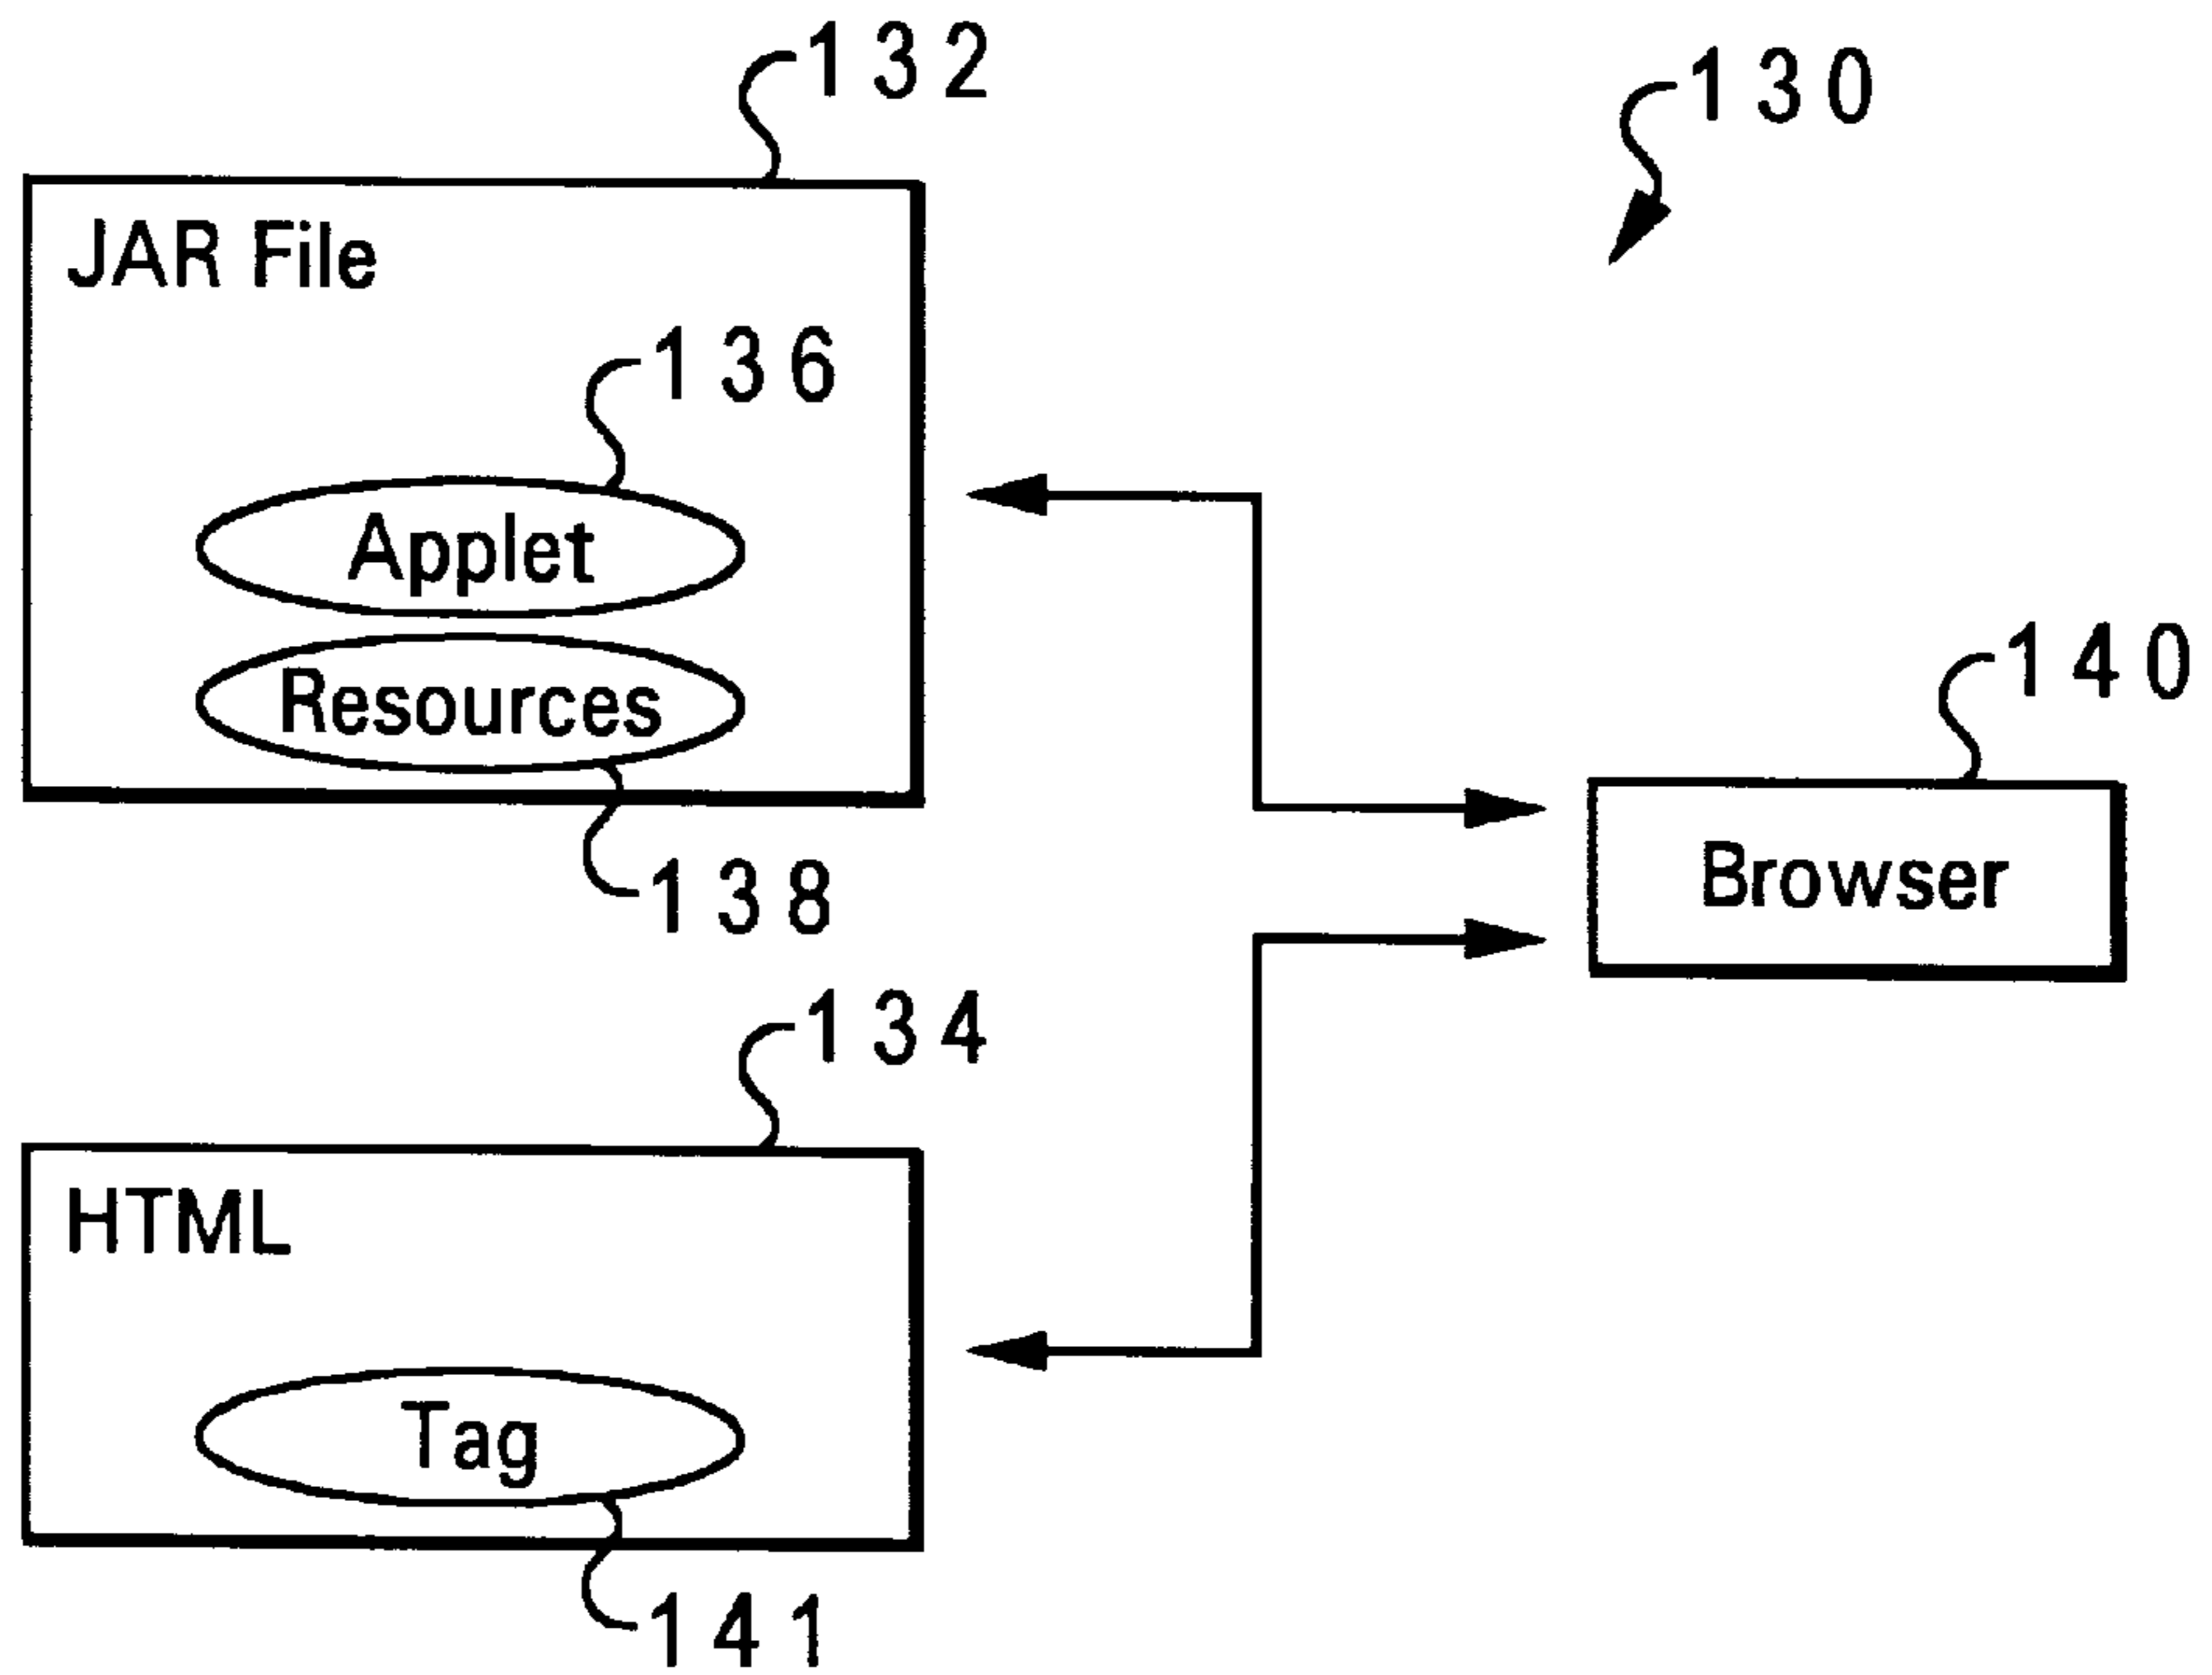 132
130
JAR File
136
Applet
140
Resources
Browser
138
134
HTML
Tag
141